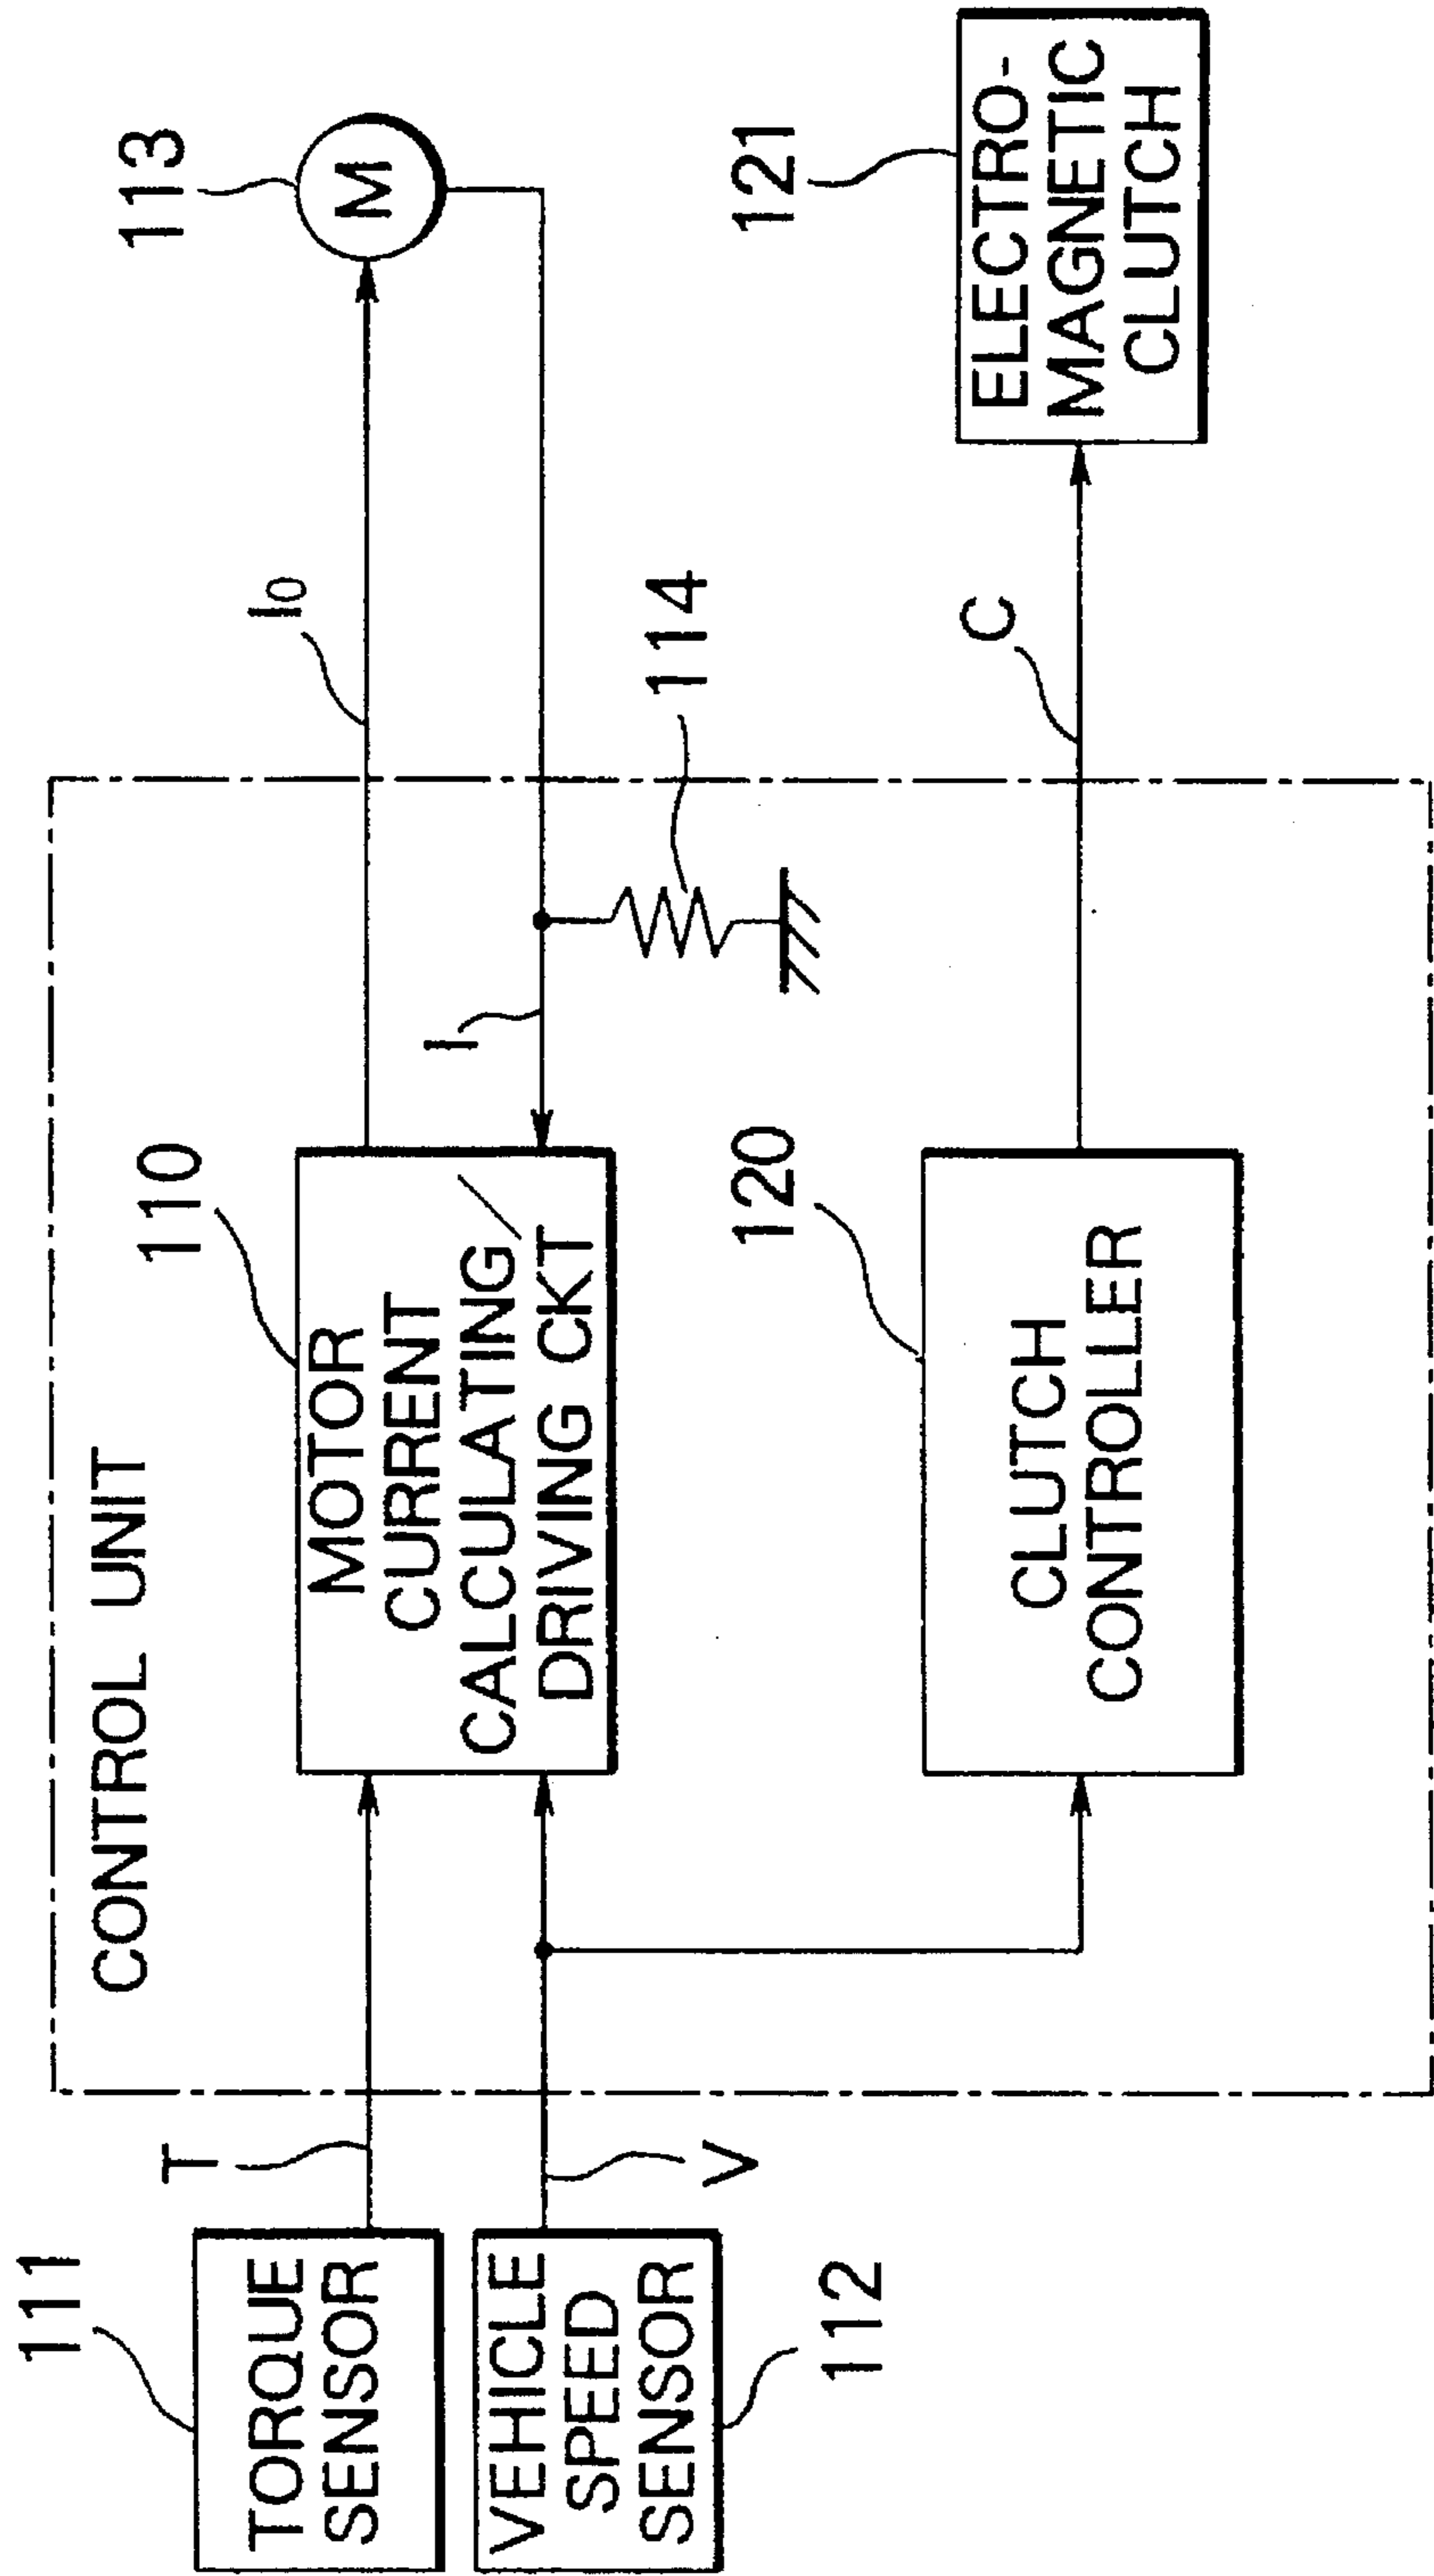 CONTROL UNIT
111
TORQUE
SENSOR
T
110
MOTOR
CURRENT
CALCULATING/
DRIVING CKT
I0
113
M
I
114
VEHICLE
SPEED
SENSOR
112
V
120
CLUTCH
CONTROLLER
C
121
ELECTRO-
MAGNETIC
CLUTCH